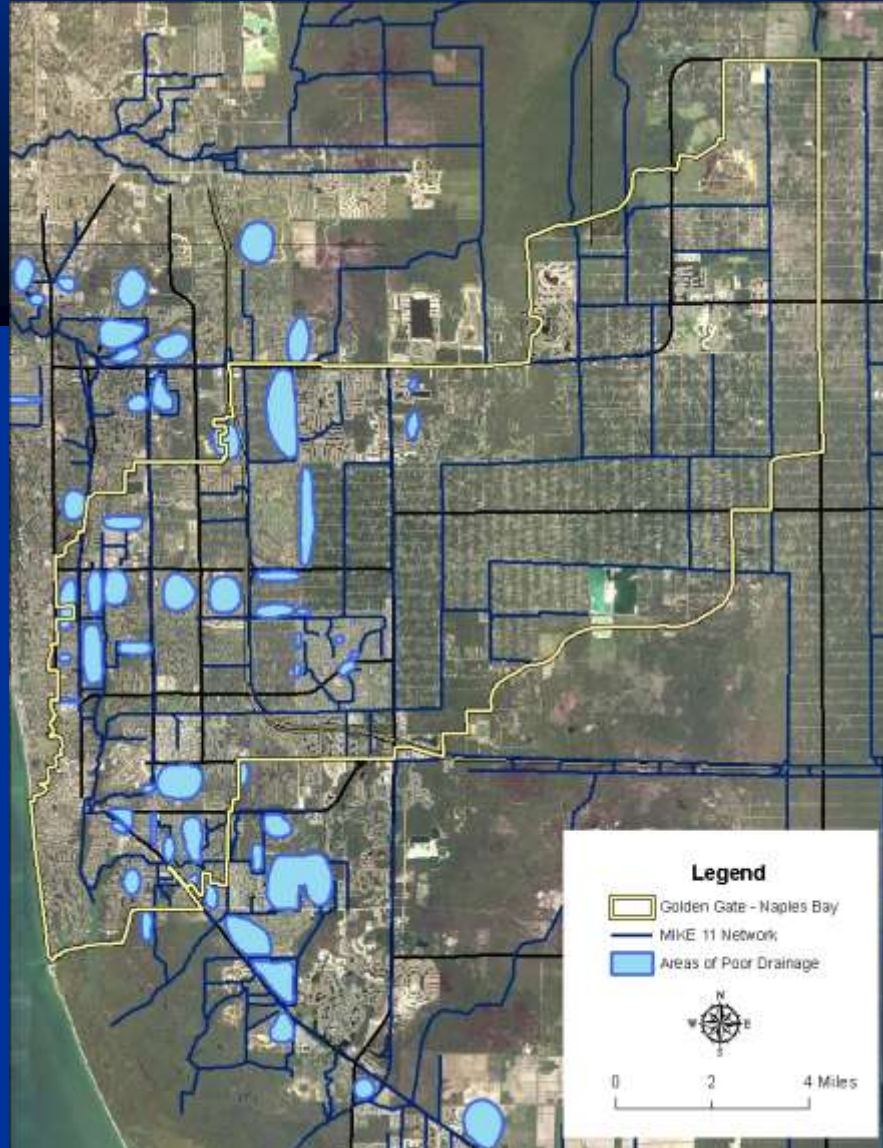 Legend
Golden Gate - Naples Bay
MIKE 11 Network
Areas of Poor Drainage
N
W E
S
0 2 4 Miles